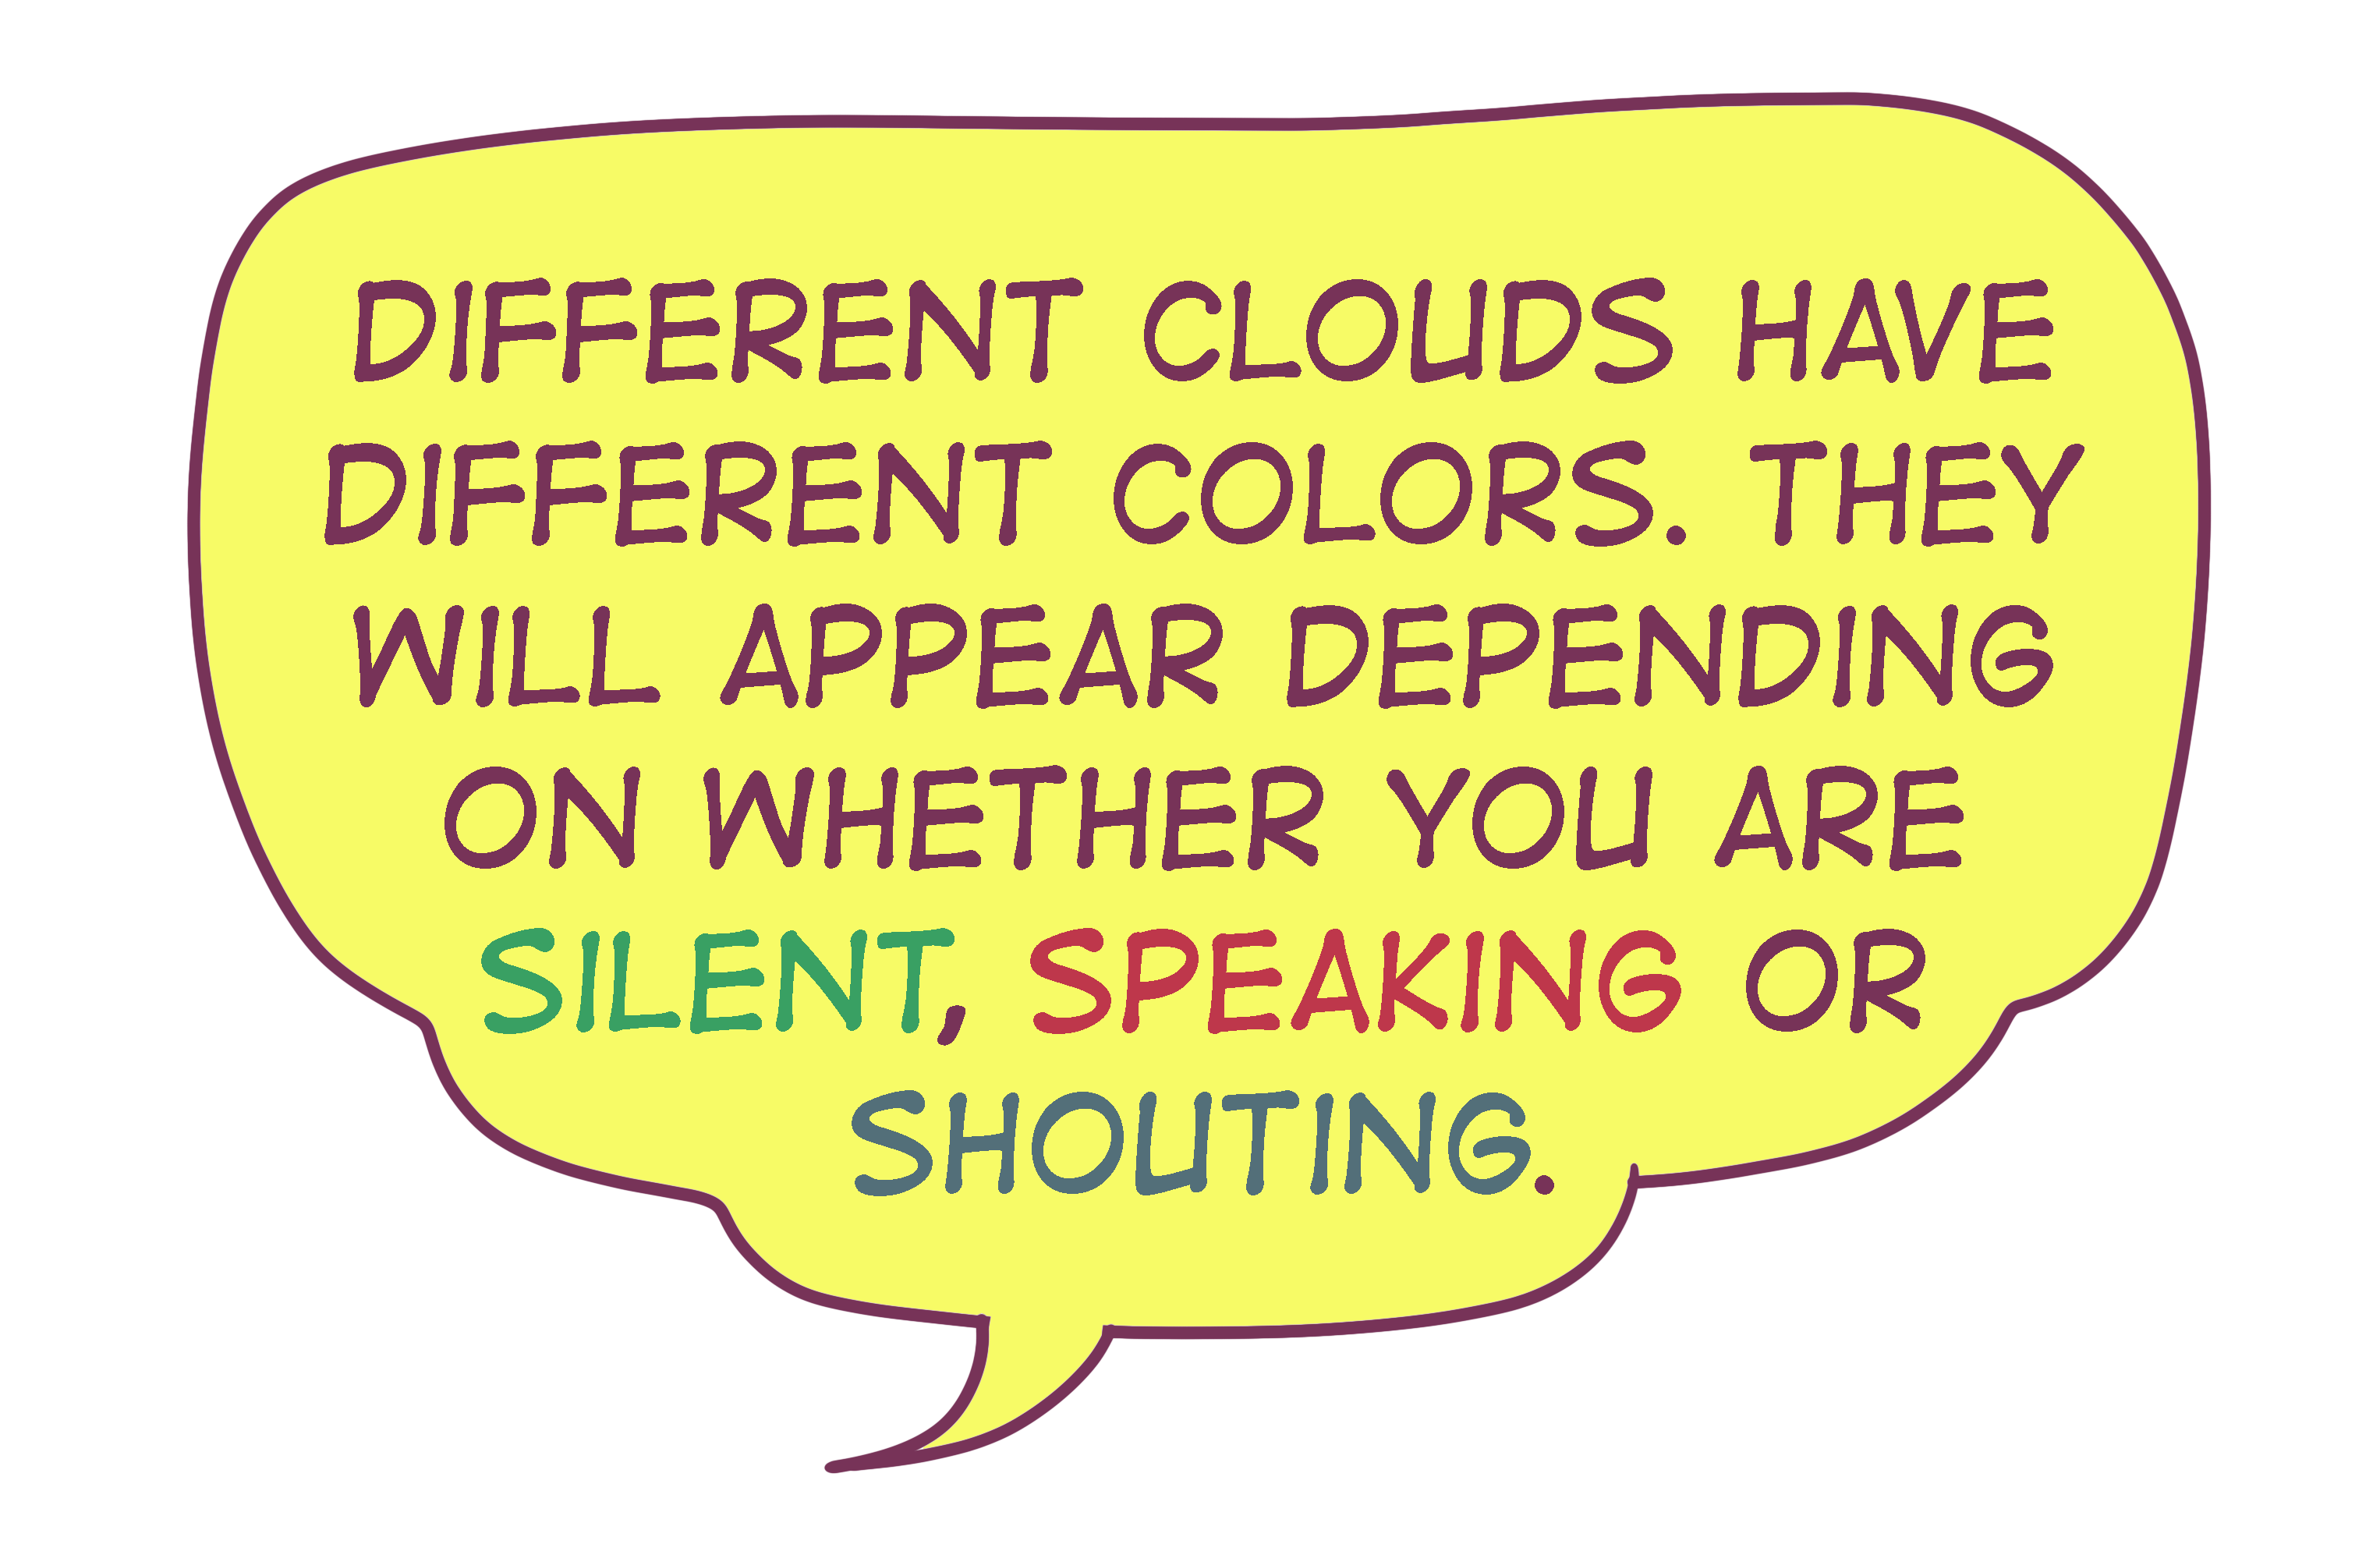 DIFFERENT CLOUDS HAVE
DIFFERENT COLORS. THEY
WILL APPEAR DEPENDING
ON WHETHER YOU ARE
SILENT, SPEAKING OR
SHOUTING.